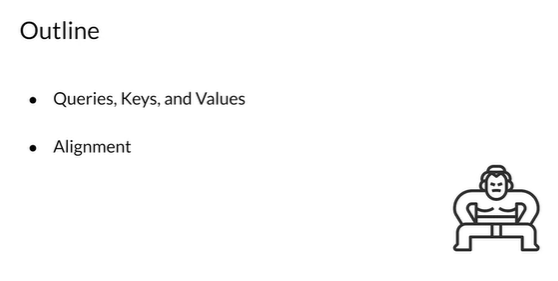 Outline
● Queries, Keys, and Values
● Alignment